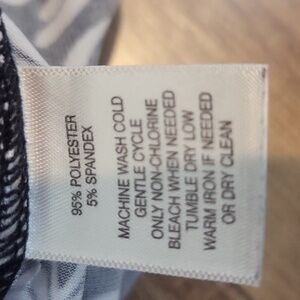 95% POLYESTER
5% SPANDEX
MACHINE WASH COLD
GENTLE CYCLE
ONLY NON-CHLORINE
BLEACH WHEN NEEDED
TUMBLE DRY LOW
WARM IRON IF NEEDED
OR DRY CLEAN